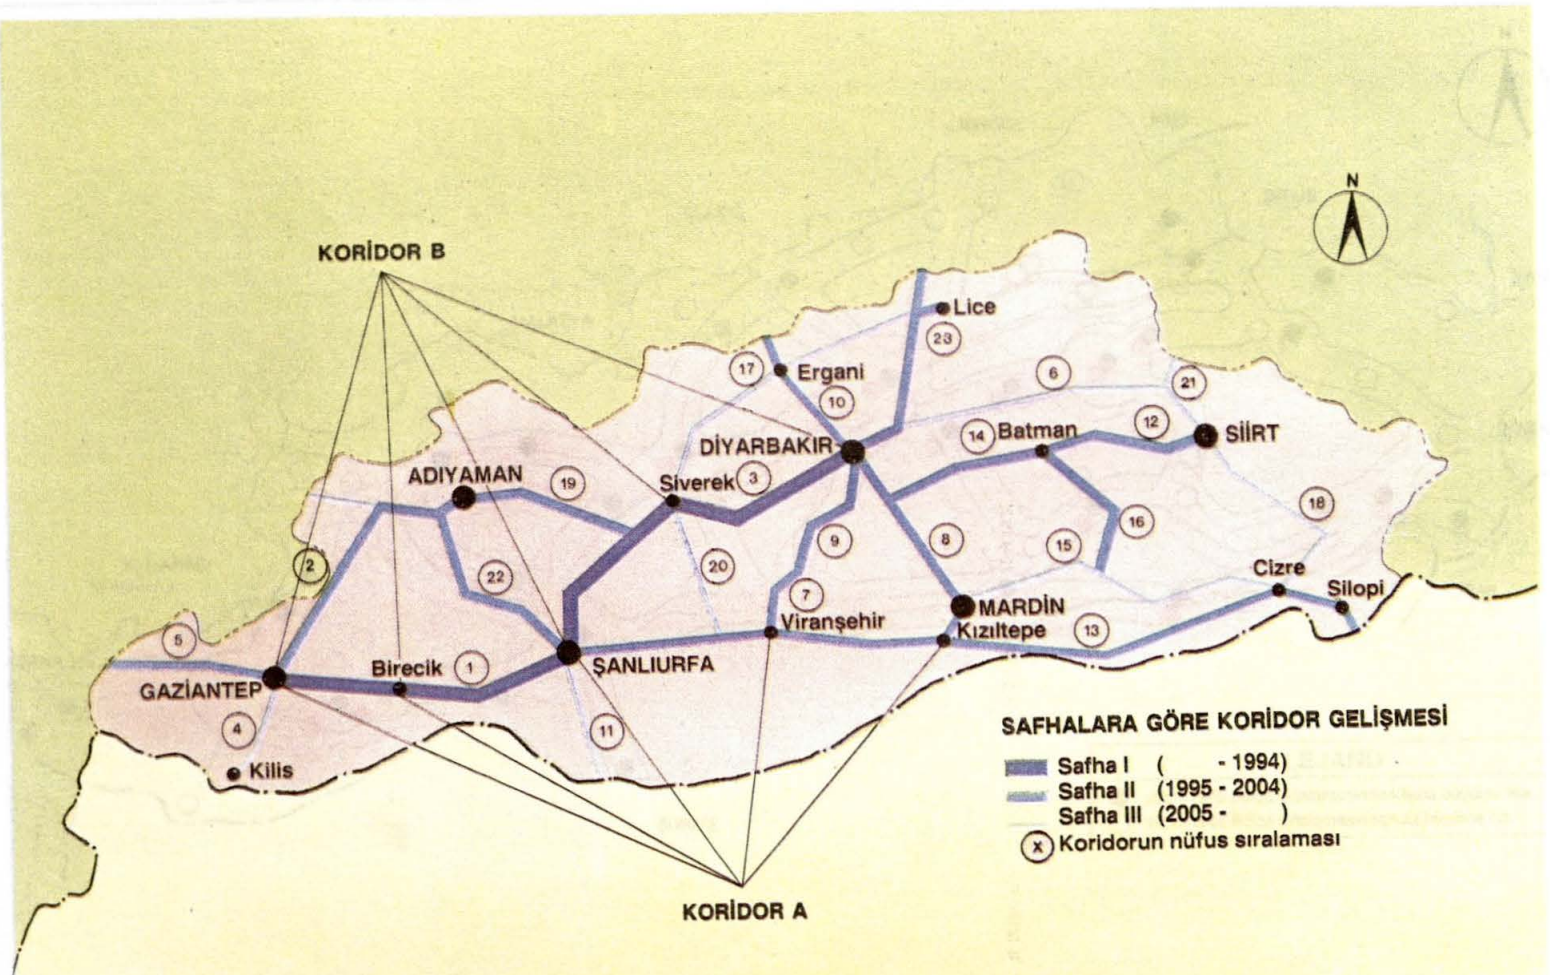 N
KORİDOR B
Lice
23
17
Ergani
6
21
10
DİYARBAKIR
14
Batman
12
SİİRT
ADIYAMAN
19
Siverek
3
18
16
2
9
8
15
20
22
7
Cizre
Silopi
MARDİN
Viranşehir
Kızıltepe
13
5
Birecik
1
ŞANLIURFA
GAZİANTEP
4
11
Kilis
SAFHALARA GÖRE KORİDOR GELİŞMESİ
Safha I ( - 1994)
Safha II (1995 - 2004)
Safha III (2005 - )
x Koridorun nüfus sıralaması
KORİDOR A